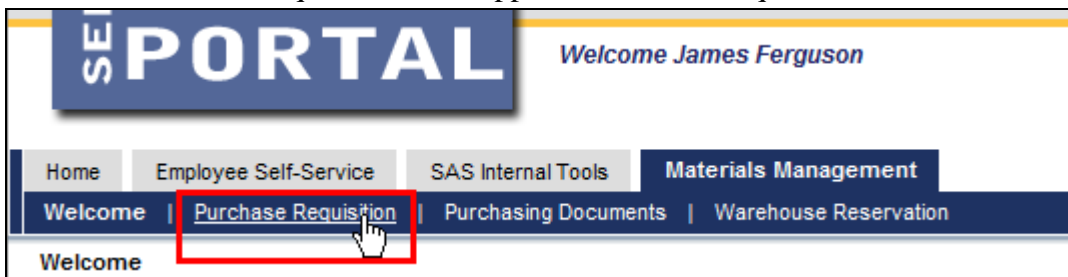 SE
PORTAL
Welcome James Ferguson
Home Employee Self-Service SAS Internal Tools Materials Management
Welcome | Purchase Requisition | Purchasing Documents | Warehouse Reservation
Welcome